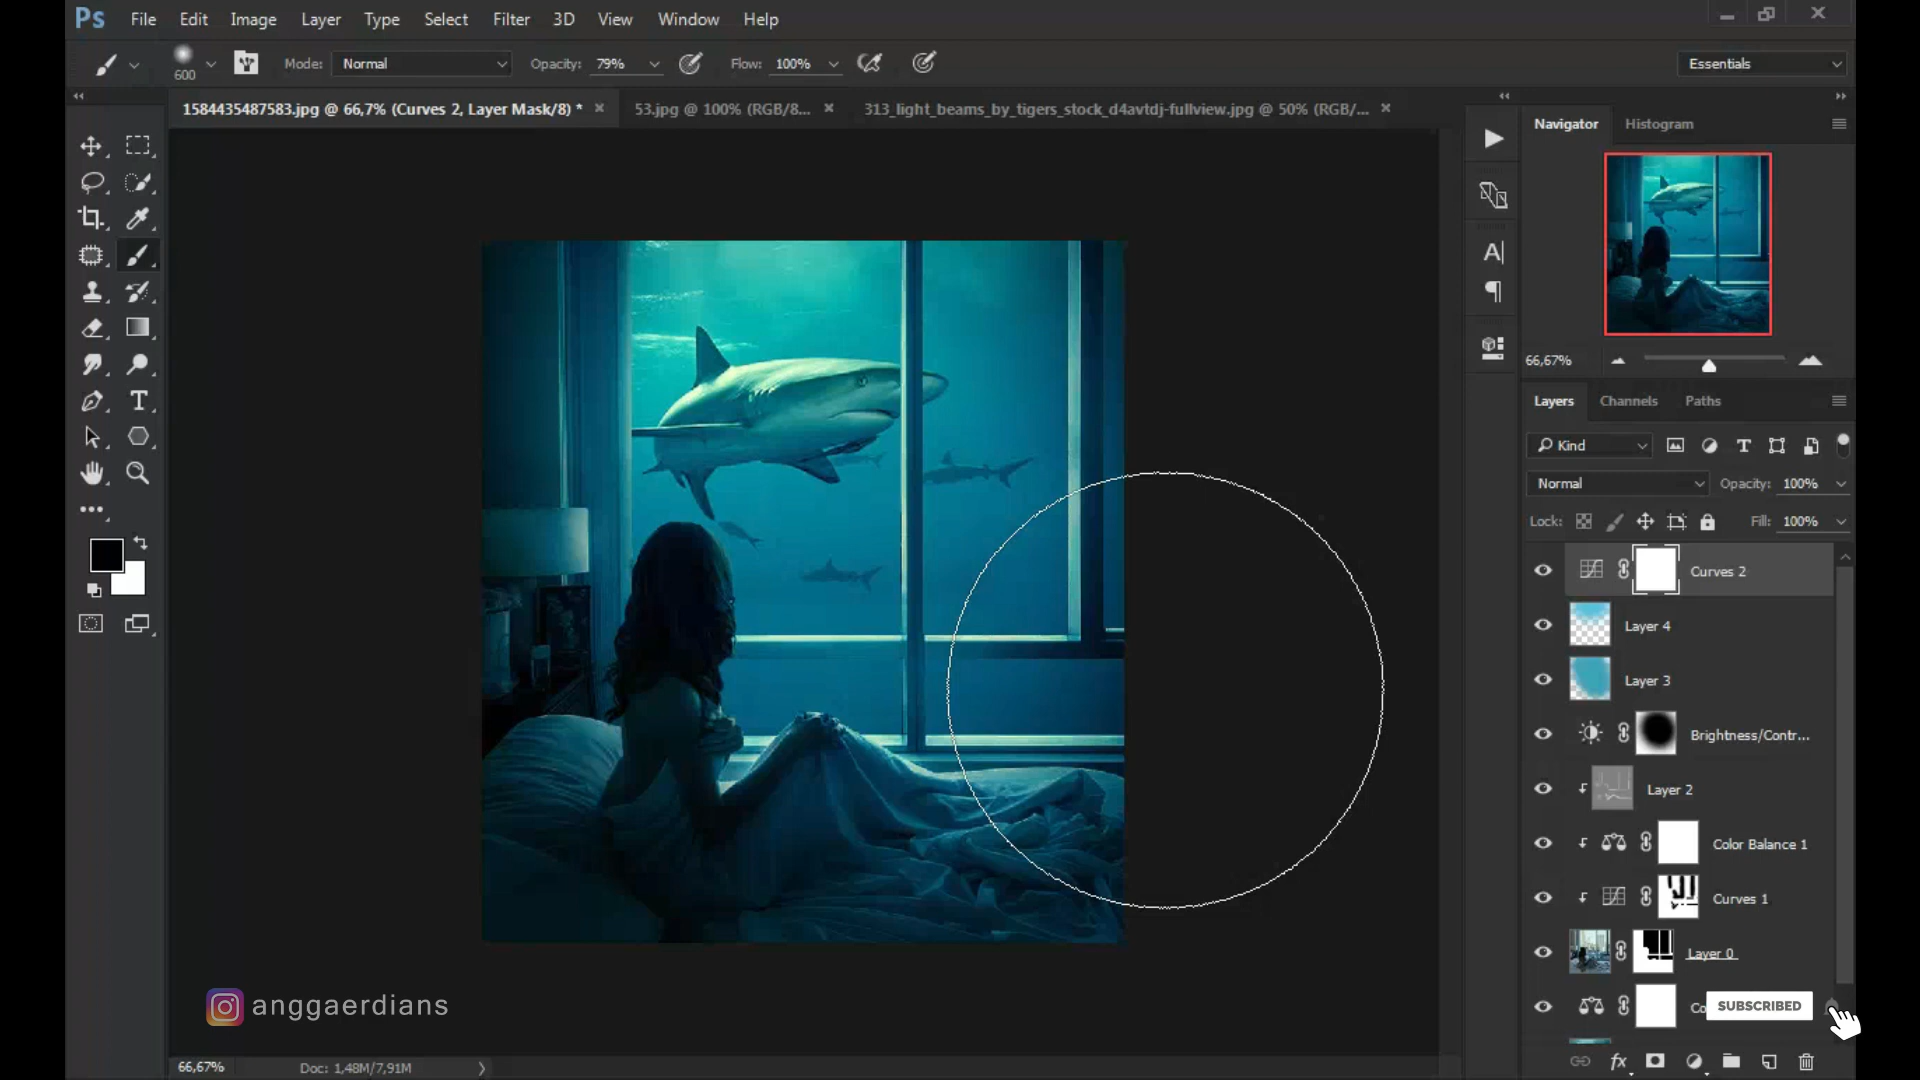 Ps File Edit Image Layer Type Select Filter 3D View Window Help
600 Mode: Normal Opacity: 79% Flow: 100% Essentials
1584435487583.jpg @ 66,7% (Curves 2, Layer Mask/8) * 53.jpg @ 100% (RGB/8... 313_light_beams_by_tigers_stock_d4avtdj-fullview.jpg @ 50% (RGB/...
Navigator Histogram
66,67%
Layers Channels Paths
Kind
Normal Opacity: 100%
Lock: Fill: 100%
Curves 2
Layer 4
Layer 3
Brightness/Contr...
Layer 2
Color Balance 1
Curves 1
Layer 0
Co
SUBSCRIBED
anggaerdians
66,67% Doc: 1,48M/7,91M